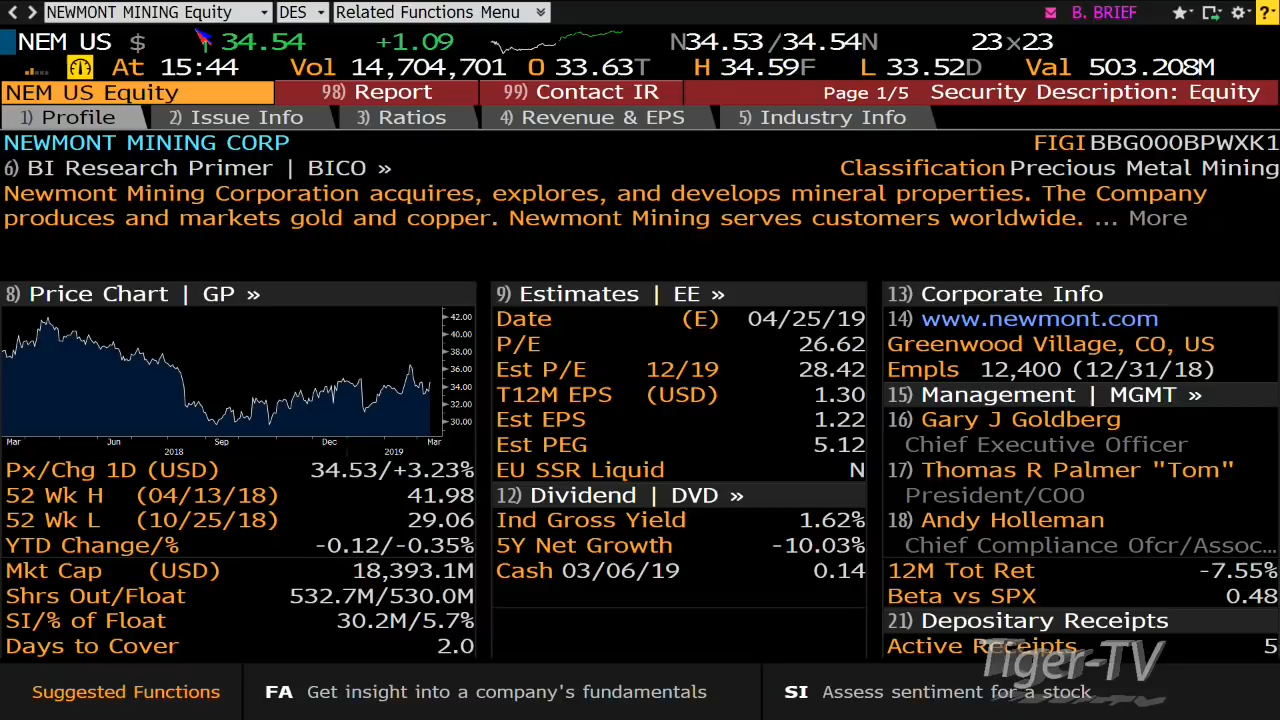 NEWMONT MINING Equity DES Related Functions Menu B. BRIEF ?
NEM US $ 34.54 +1.09 N34.53/34.54N 23x23
At 15:44 Vol 14,704,701 O 33.63T H 34.59F L 33.52D Val 503.208M
NEM US Equity 98) Report 99) Contact IR Page 1/5 Security Description: Equity
1) Profile 2) Issue Info 3) Ratios 4) Revenue & EPS 5) Industry Info
NEWMONT MINING CORP FIGI BBG000BPWXK1
6) BI Research Primer | BICO » Classification Precious Metal Mining
Newmont Mining Corporation acquires, explores, and develops mineral properties. The Company
produces and markets gold and copper. Newmont Mining serves customers worldwide. ... More
8) Price Chart | GP »
42.00
40.00
38.00
36.00
34.00
32.00
30.00
Mar Jun Sep Dec Mar
2018 2019
Px/Chg 1D (USD) 34.53/+3.23%
52 Wk H (04/13/18) 41.98
52 Wk L (10/25/18) 29.06
YTD Change/% -0.12/-0.35%
Mkt Cap (USD) 18,393.1M
Shrs Out/Float 532.7M/530.0M
SI/% of Float 30.2M/5.7%
Days to Cover 2.0
9) Estimates | EE »
Date (E) 04/25/19
P/E 26.62
Est P/E 12/19 28.42
T12M EPS (USD) 1.30
Est EPS 1.22
Est PEG 5.12
EU SSR Liquid N
12) Dividend | DVD »
Ind Gross Yield 1.62%
5Y Net Growth -10.03%
Cash 03/06/19 0.14
13) Corporate Info
14) www.newmont.com
Greenwood Village, CO, US
Empls 12,400 (12/31/18)
15) Management | MGMT »
16) Gary J Goldberg
Chief Executive Officer
17) Thomas R Palmer "Tom"
President/COO
18) Andy Holleman
Chief Compliance Ofcr/Assoc...
12M Tot Ret -7.55%
Beta vs SPX 0.48
21) Depositary Receipts
Active Receipts 5
Tiger-TV
Suggested Functions FA Get insight into a company's fundamentals SI Assess sentiment for a stock